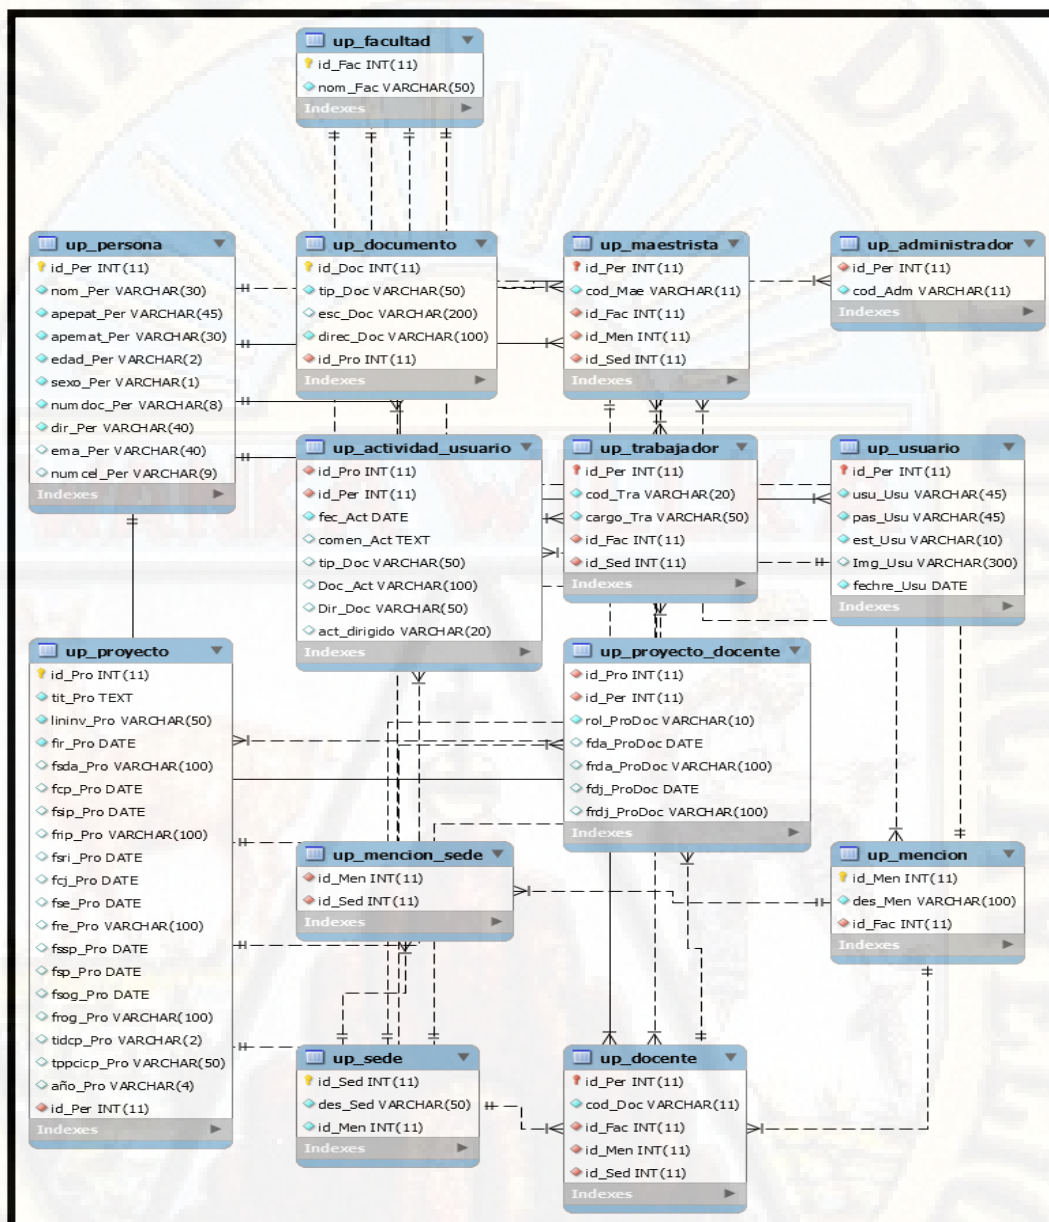 up_facultad
id_Fac INT(11)
nom_Fac VARCHAR(50)
Indexes
up_persona
id_Per INT(11)
nom_Per VARCHAR(30)
apepat_Per VARCHAR(45)
apemat_Per VARCHAR(30)
edad_Per VARCHAR(2)
sexo_Per VARCHAR(1)
numdoc_Per VARCHAR(8)
dir_Per VARCHAR(40)
ema_Per VARCHAR(40)
numcel_Per VARCHAR(9)
Indexes
up_documento
id_Doc INT(11)
tip_Doc VARCHAR(50)
esc_Doc VARCHAR(200)
direc_Doc VARCHAR(100)
id_Pro INT(11)
Indexes
up_maestrista
id_Per INT(11)
cod_Mae VARCHAR(11)
id_Fac INT(11)
id_Men INT(11)
id_Sed INT(11)
Indexes
up_administrador
id_Per INT(11)
cod_Adm VARCHAR(11)
Indexes
up_actividad_usuario
id_Pro INT(11)
id_Per INT(11)
fec_Act DATE
comen_Act TEXT
tip_Doc VARCHAR(50)
Doc_Act VARCHAR(100)
Dir_Doc VARCHAR(50)
act_dirigido VARCHAR(20)
Indexes
up_trabajador
id_Per INT(11)
cod_Tra VARCHAR(20)
cargo_Tra VARCHAR(50)
id_Fac INT(11)
id_Sed INT(11)
Indexes
up_usuario
id_Per INT(11)
usu_Usu VARCHAR(45)
pas_Usu VARCHAR(45)
est_Usu VARCHAR(10)
Img_Usu VARCHAR(300)
fechre_Usu DATE
Indexes
up_proyecto
id_Pro INT(11)
tit_Pro TEXT
lininv_Pro VARCHAR(50)
fir_Pro DATE
fsda_Pro VARCHAR(100)
fcp_Pro DATE
fsip_Pro DATE
frip_Pro VARCHAR(100)
fsri_Pro DATE
fcj_Pro DATE
fse_Pro DATE
fre_Pro VARCHAR(100)
fssp_Pro DATE
fsp_Pro DATE
fsog_Pro DATE
frog_Pro VARCHAR(100)
tidcp_Pro VARCHAR(2)
tppcicp_Pro VARCHAR(50)
año_Pro VARCHAR(4)
id_Per INT(11)
Indexes
up_proyecto_docente
id_Pro INT(11)
id_Per INT(11)
rol_ProDoc VARCHAR(10)
fda_ProDoc DATE
frda_ProDoc VARCHAR(100)
fdj_ProDoc DATE
frdj_ProDoc VARCHAR(100)
Indexes
up_mencion_sede
id_Men INT(11)
id_Sed INT(11)
Indexes
up_mencion
id_Men INT(11)
des_Men VARCHAR(100)
id_Fac INT(11)
Indexes
up_sede
id_Sed INT(11)
des_Sed VARCHAR(50)
id_Men INT(11)
Indexes
up_docente
id_Per INT(11)
cod_Doc VARCHAR(11)
id_Fac INT(11)
id_Men INT(11)
id_Sed INT(11)
Indexes